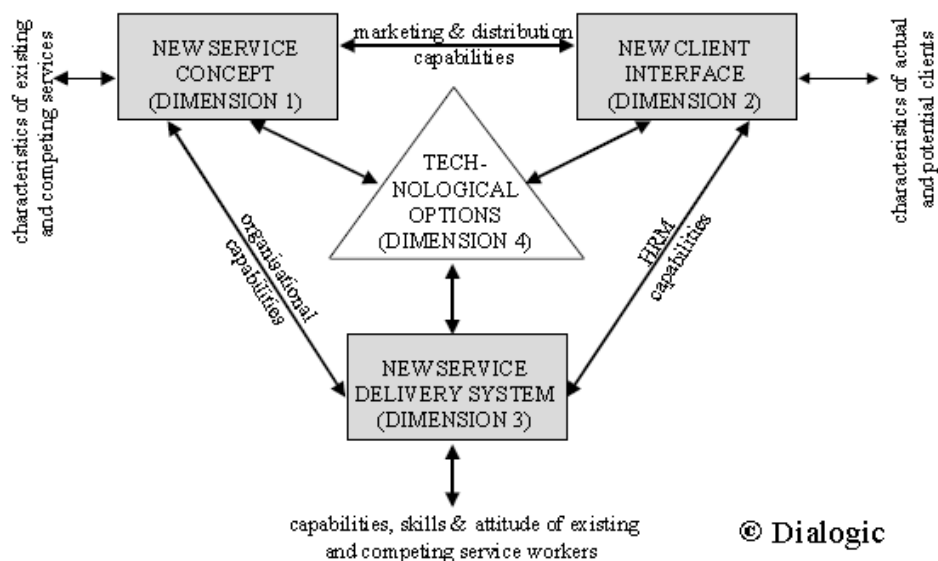 marketing & distribution
capabilities
NEW SERVICE
CONCEPT
(DIMENSION 1)
NEW CLIENT
INTERFACE
(DIMENSION 2)
characteristics of existing
and competing services
characteristics of actual
and potential clients
TECH-
NOLOGICAL
OPTIONS
(DIMENSION 4)
organisational
capabilities
HRM
capabilities
NEW SERVICE
DELIVERY SYSTEM
(DIMENSION 3)
capabilities, skills & attitude of existing
and competing service workers
© Dialogic